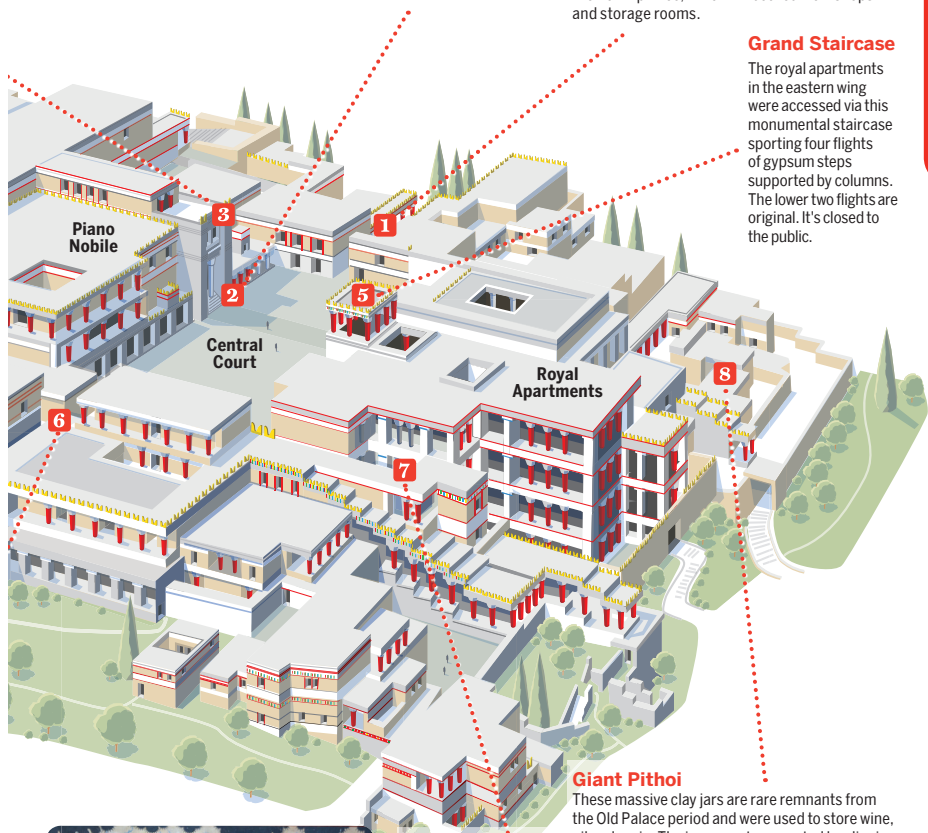 and storage rooms.
Grand Staircase
The royal apartments
in the eastern wing
were accessed via this
monumental staircase
sporting four flights
of gypsum steps
supported by columns.
The lower two flights are
original. It's closed to
the public.
3
1
Piano
Nobile
2
5
Central
Court
Royal
Apartments
8
6
7
Giant Pithoi
These massive clay jars are rare remnants from
the Old Palace period and were used to store wine,